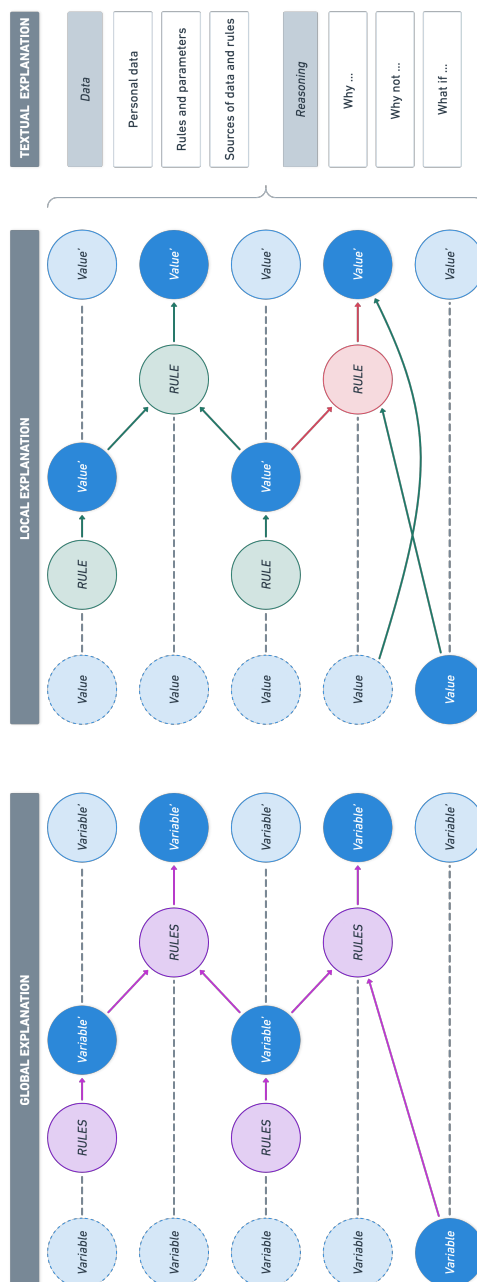 GLOBAL EXPLANATION
Variable
RULES
Variable'
Variable'
Variable
RULES
Variable'
Variable
RULES
Variable'
Variable'
Variable
RULES
Variable'
Variable
Variable'
LOCAL EXPLANATION
Value
RULE
Value'
Value'
Value
RULE
Value'
Value
RULE
Value'
Value'
Value
RULE
Value'
Value
Value'
TEXTUAL EXPLANATION
Data
Personal data
Rules and parameters
Sources of data and rules
Reasoning
Why ...
Why not ...
What if ...